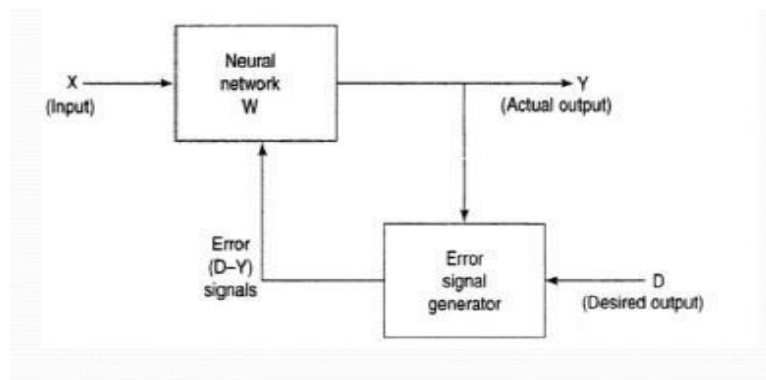 Neural
network
W
X
(Input)
Y
(Actual output)
Error
(D–Y)
signals
Error
signal
generator
D
(Desired output)